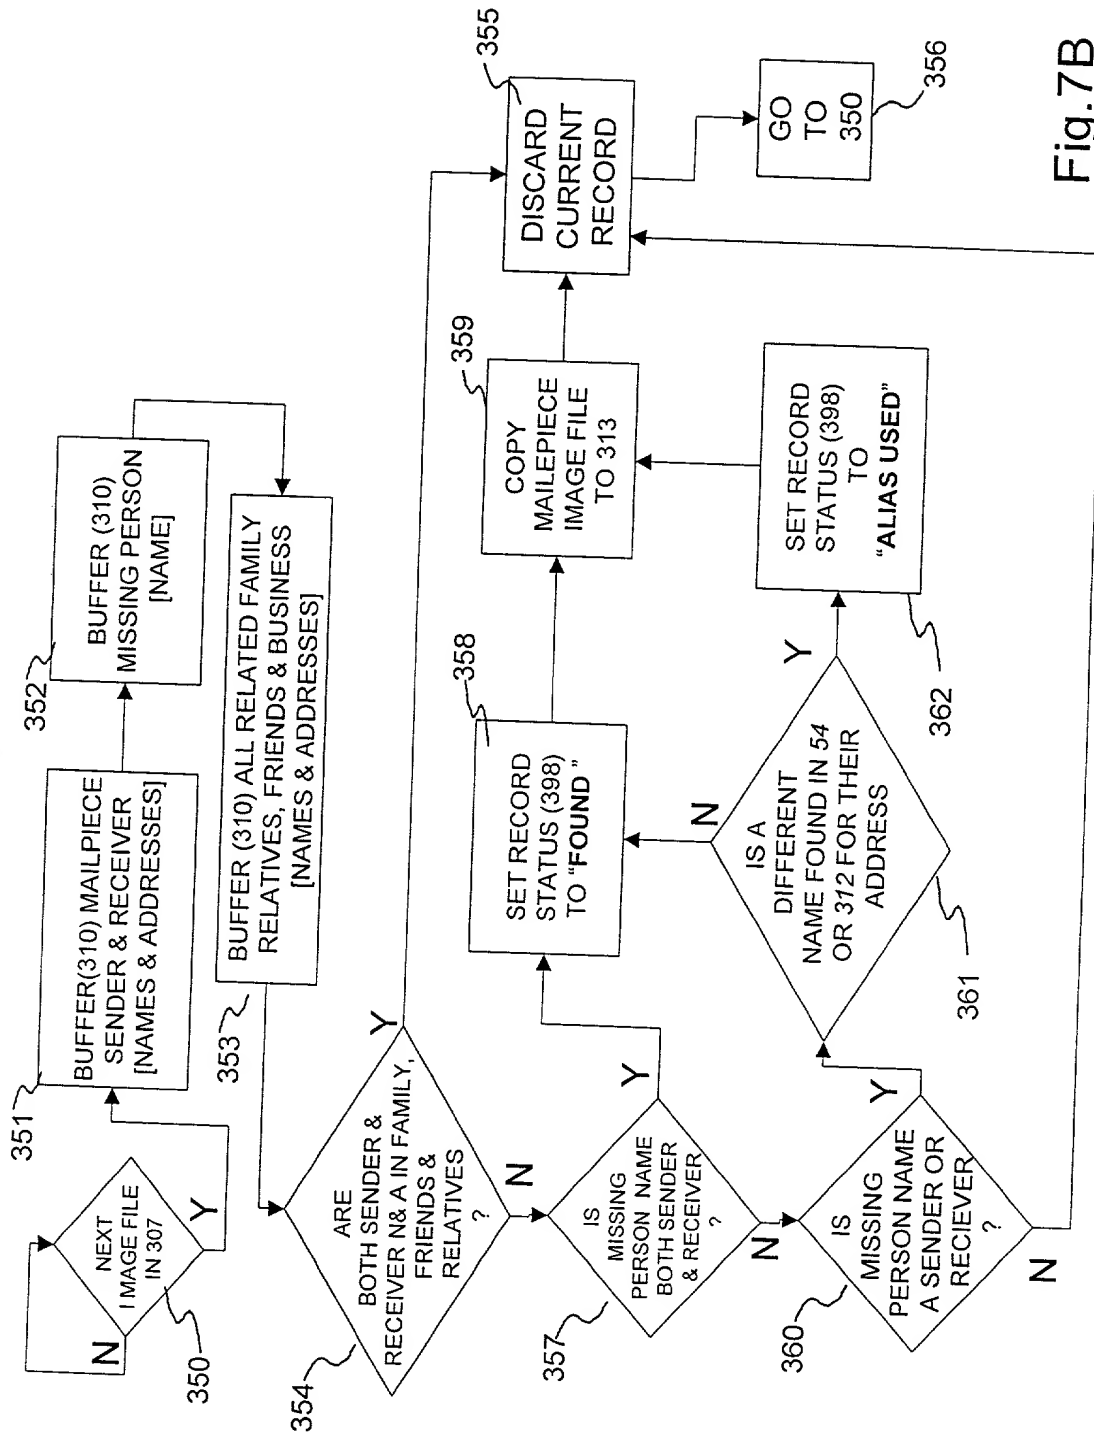 351
BUFFER(310) MAILPIECE
SENDER & RECEIVER
[NAMES & ADDRESSES]
352
BUFFER (310)
MISSING PERSON
[NAME]
NEXT
IMAGE FILE
IN 307
N
Y
350
353
BUFFER (310) ALL RELATED FAMILY
RELATIVES, FRIENDS & BUSINESS
[NAMES & ADDRESSES]
354
ARE
BOTH SENDER &
RECEIVER N& A IN FAMILY,
FRIENDS &
RELATIVES
?
Y
N
355
DISCARD
CURRENT
RECORD
GO
TO
350
356
357
IS
MISSING
PERSON NAME
BOTH SENDER
& RECEIVER
?
Y
N
358
SET RECORD
STATUS (398)
TO "FOUND "
359
COPY
MAILEPIECE
IMAGE FILE
TO 313
360
IS
MISSING
PERSON NAME
A SENDER OR
RECIEVER
?
Y
N
361
IS A
DIFFERENT
NAME FOUND IN 54
OR 312 FOR THEIR
ADDRESS
N
Y
362
SET RECORD
STATUS (398)
TO
"ALIAS USED"
Fig.7B